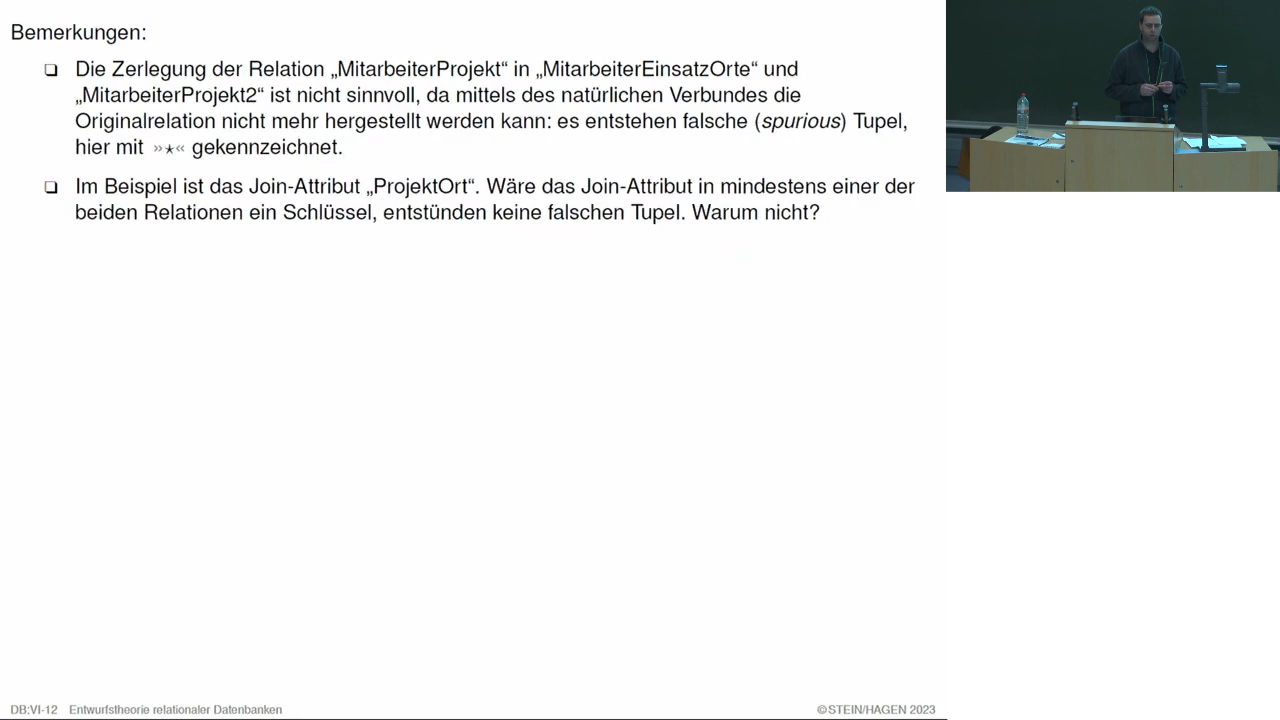 Bemerkungen:
❑ Die Zerlegung der Relation „MitarbeiterProjekt“ in „MitarbeiterEinsatzOrte“ und
„MitarbeiterProjekt2“ ist nicht sinnvoll, da mittels des natürlichen Verbundes die
Originalrelation nicht mehr hergestellt werden kann: es entstehen falsche (spurious) Tupel,
hier mit »⋆« gekennzeichnet.
❑ Im Beispiel ist das Join-Attribut „ProjektOrt“. Wäre das Join-Attribut in mindestens einer der
beiden Relationen ein Schlüssel, entstünden keine falschen Tupel. Warum nicht?
DB:VI-12 Entwurfstheorie relationaler Datenbanken ©STEIN/HAGEN 2023